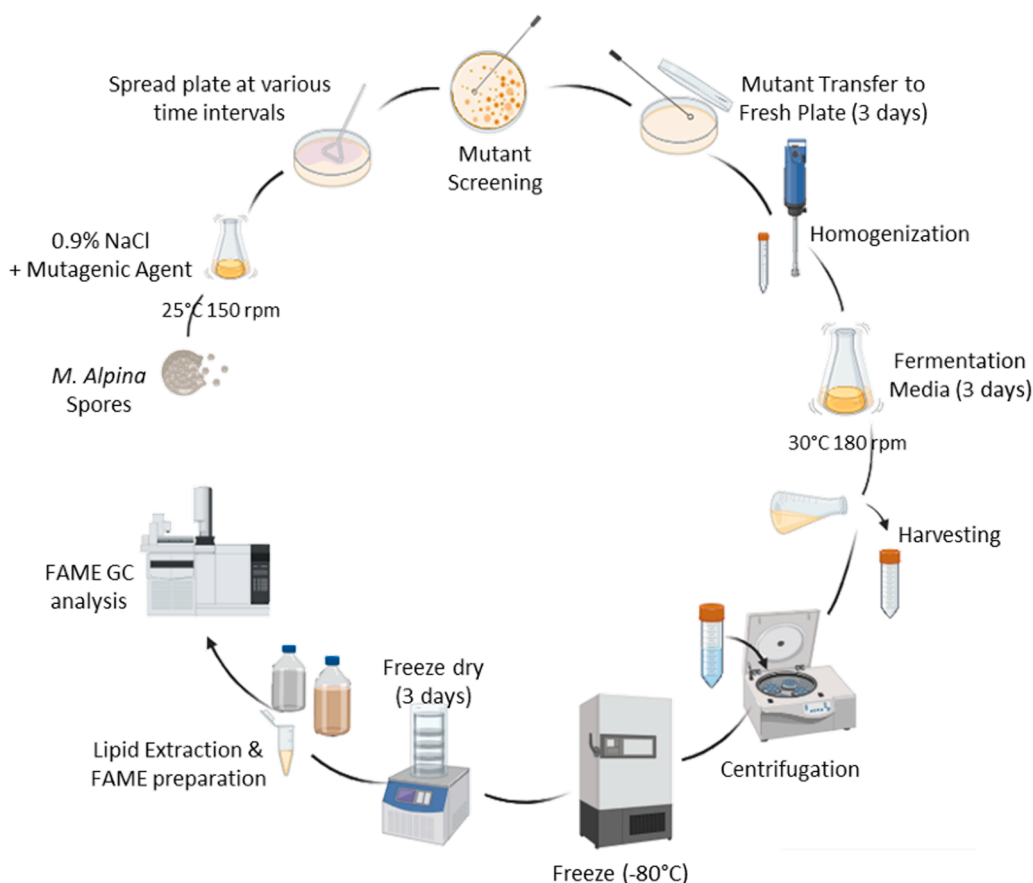 M. Alpina
Spores
25°C 150 rpm
0.9% NaCl
+ Mutagenic Agent
Spread plate at various
time intervals
Mutant
Screening
Mutant Transfer to
Fresh Plate (3 days)
Homogenization
Fermentation
Media (3 days)
30°C 180 rpm
Harvesting
Centrifugation
Freeze (-80°C)
Freeze dry
(3 days)
Lipid Extraction &
FAME preparation
FAME GC
analysis